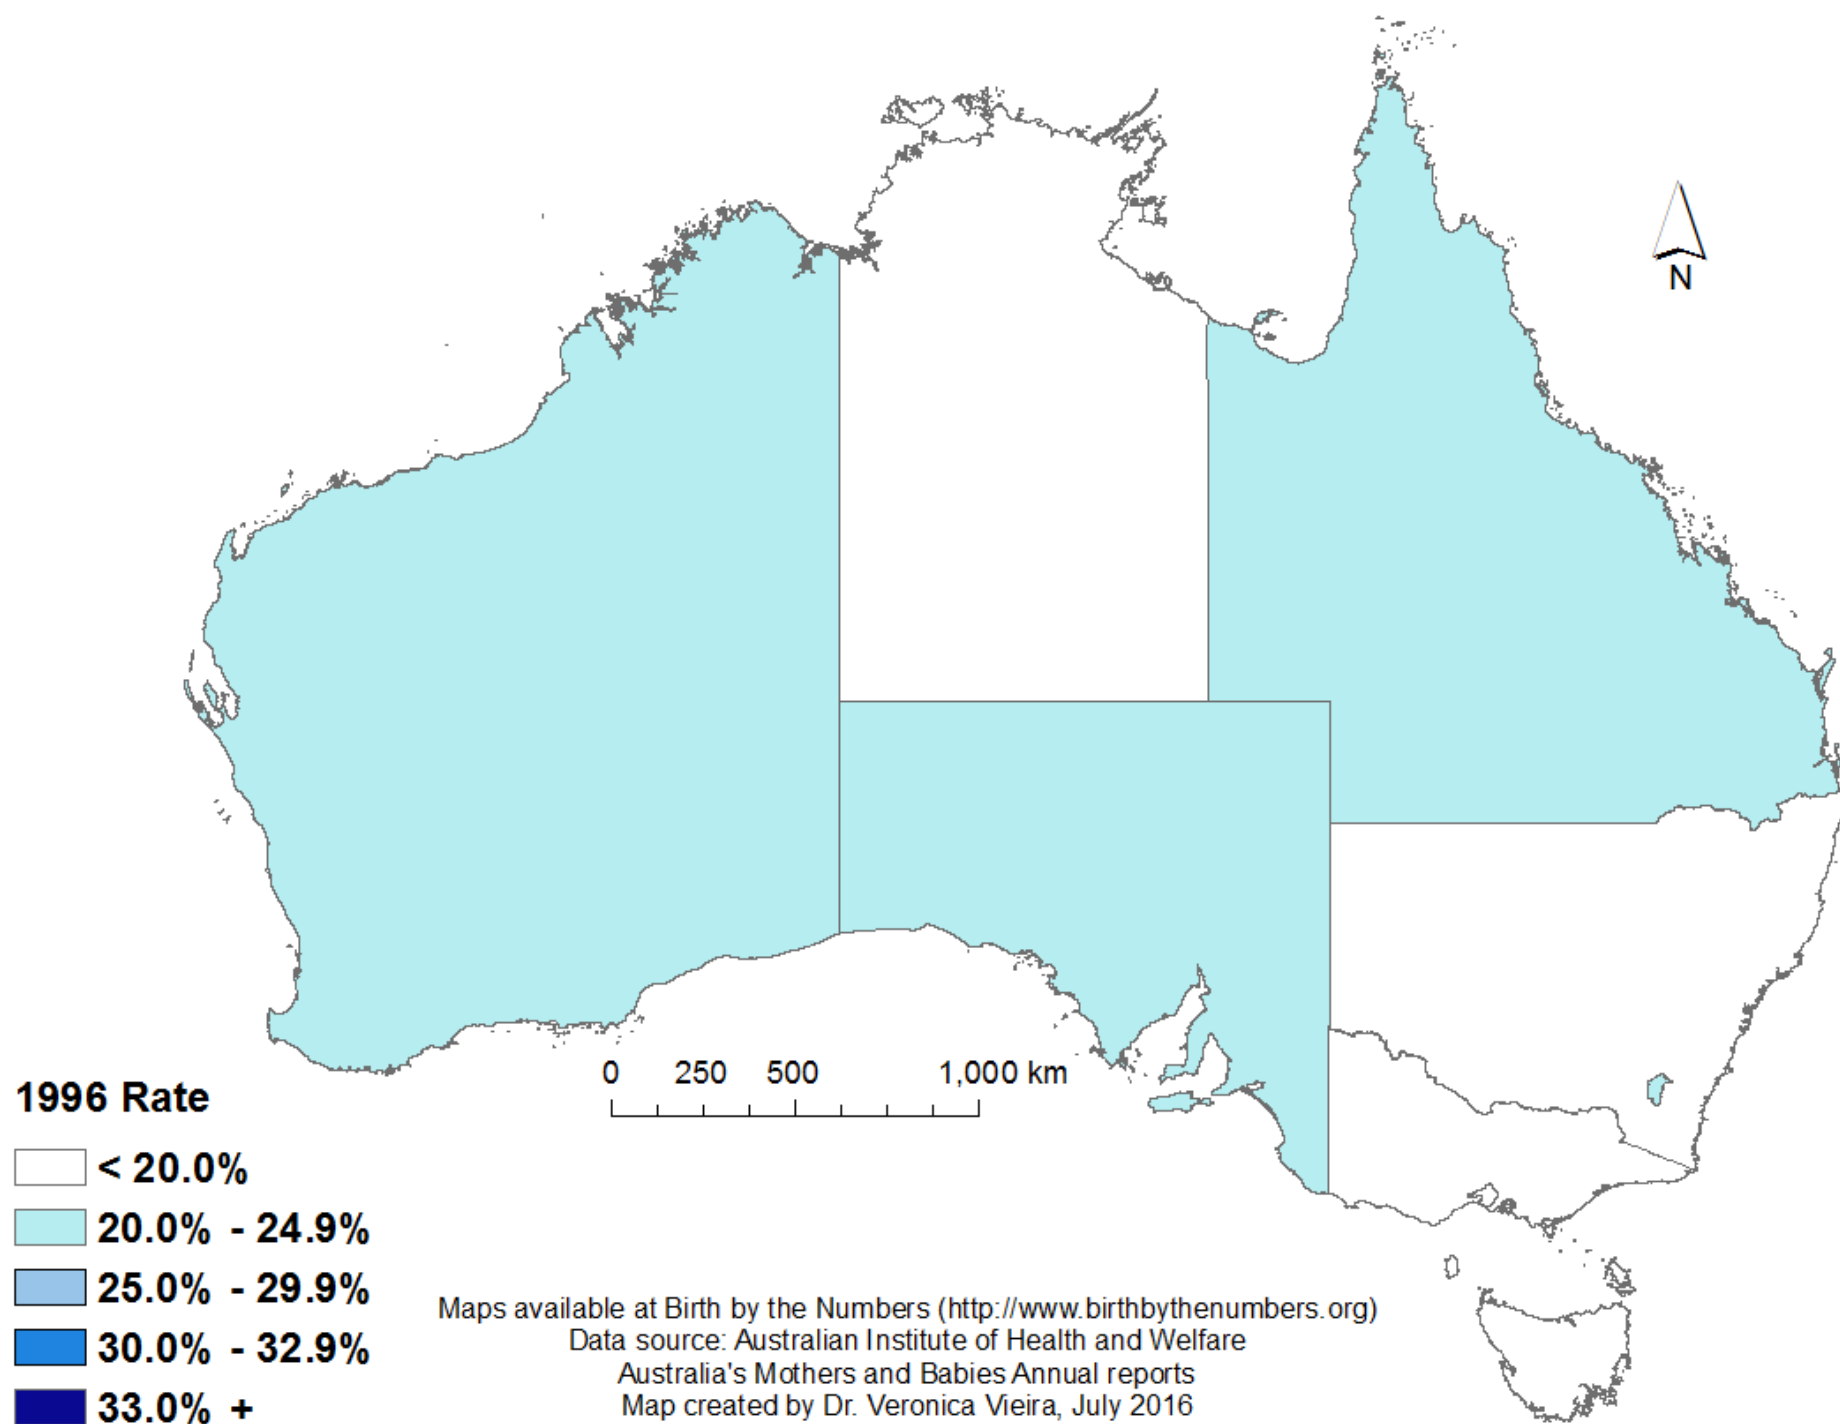 N
0 250 500 1,000 km
1996 Rate
< 20.0%
20.0% - 24.9%
25.0% - 29.9%
30.0% - 32.9%
33.0% +
Maps available at Birth by the Numbers (http://www.birthbythenumbers.org)
Data source: Australian Institute of Health and Welfare
Australia's Mothers and Babies Annual reports
Map created by Dr. Veronica Vieira, July 2016